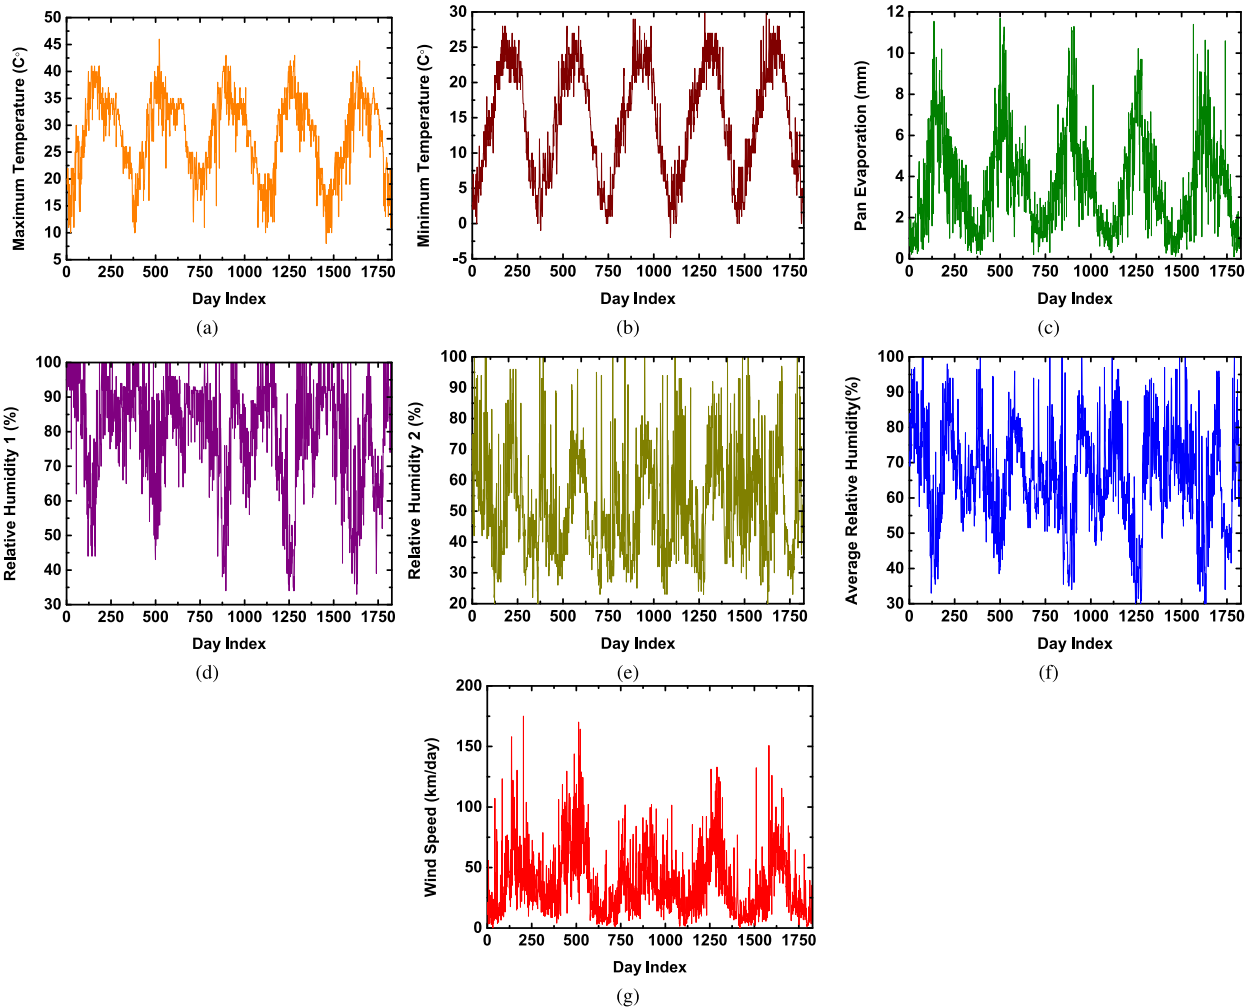 50
45
40
35
30
25
20
15
10
5
Maximum Temperature (C°)
0 250 500 750 1000 1250 1500 1750
Day Index
(a)
30
25
20
15
10
5
0
-5
Minimum Temperature (C°)
0 250 500 750 1000 1250 1500 1750
Day Index
(b)
12
10
8
6
4
2
0
Pan Evaporation (mm)
0 250 500 750 1000 1250 1500 1750
Day Index
(c)
100
90
80
70
60
50
40
30
Relative Humidity 1 (%)
0 250 500 750 1000 1250 1500 1750
Day Index
(d)
100
90
80
70
60
50
40
30
20
Relative Humidity 2 (%)
0 250 500 750 1000 1250 1500 1750
Day Index
(e)
100
90
80
70
60
50
40
30
Average Relative Humidity(%)
0 250 500 750 1000 1250 1500 1750
Day Index
(f)
200
150
100
50
0
Wind Speed (km/day)
0 250 500 750 1000 1250 1500 1750
Day Index
(g)